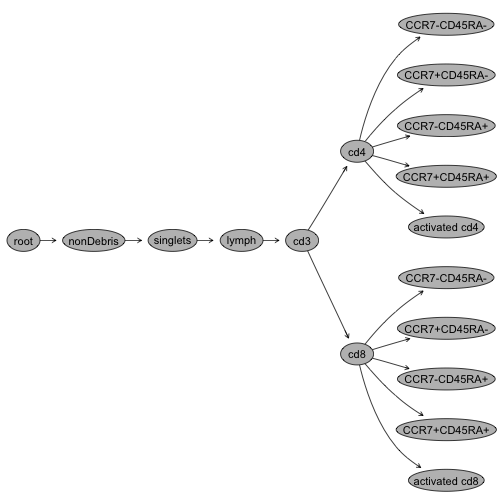 root
nonDebris
singlets
lymph
cd3
cd4
CCR7-CD45RA-
CCR7+CD45RA-
CCR7-CD45RA+
CCR7+CD45RA+
activated cd4
cd8
CCR7-CD45RA-
CCR7+CD45RA-
CCR7-CD45RA+
CCR7+CD45RA+
activated cd8